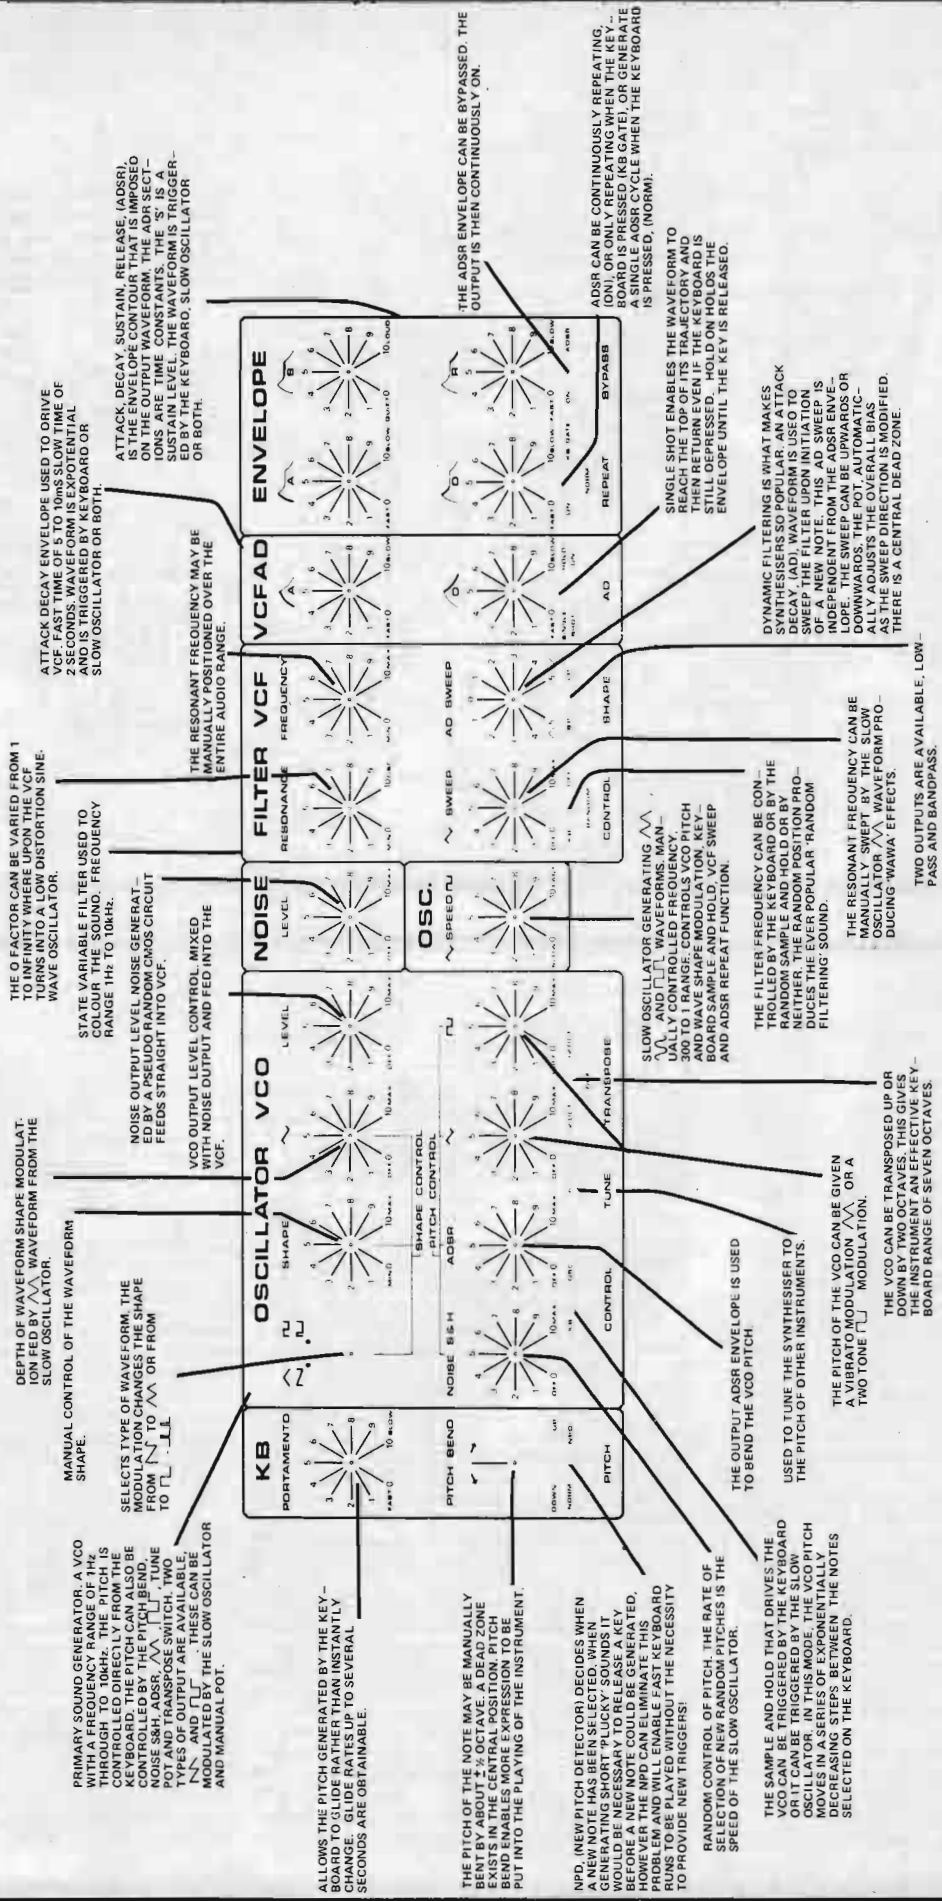 PRIMARY SOUND GENERATOR. A VCO
WITH A FREQUENCY RANGE OF 1Hz
THROUGH TO 10kHz. THE PITCH IS
CONTROLLED DIRECTLY FROM THE
KEYBOARD. THE PITCH CAN ALSO BE
CONTROLLED BY THE PITCH BEND,
NOISE S&H, ADSR, TUNE
POT AND TRANSPOSE SWITCH. TWO
TYPES OF OUTPUT ARE AVAILABLE,
AND THESE CAN BE
MODULATED BY THE SLOW OSCILLATOR
AND MANUAL POT.
SELECTS TYPE OF WAVEFORM. THE
MODULATION CHANGES THE SHAPE
FROM TO OR FROM
TO
MANUAL CONTROL OF THE WAVEFORM
SHAPE.
DEPTH OF WAVEFORM SHAPE MODULAT-
ION FED BY WAVEFORM FROM THE
SLOW OSCILLATOR.
VCO OUTPUT LEVEL CONTROL. MIXED
WITH NOISE OUTPUT AND FED INTO THE
VCF.
NOISE OUTPUT LEVEL, NOISE GENERAT-
ED BY A PSEUDO RANDOM CMOS CIRCUIT
FEEDS STRAIGHT INTO VCF.
STATE VARIABLE FILTER USED TO
COLOUR THE SOUND. FREQUENCY
RANGE 1Hz TO 10kHz.
THE Q FACTOR CAN BE VARIED FROM 1
TO INFINITY WHERE UPON THE VCF
TURNS INTO A LOW DISTORTION SINE-
WAVE OSCILLATOR.
THE RESONANT FREQUENCY MAY BE
MANUALLY POSITIONED OVER THE
ENTIRE AUDIO RANGE.
ATTACK DECAY ENVELOPE USED TO DRIVE
VCF. FAST TIME OF 5 TO 10mS SLOW TIME OF
2 SECONDS. WAVEFORM IS EXPOTENTIAL
AND IS TRIGGERED BY KEYBOARD OR
SLOW OSCILLATOR OR BOTH.
ATTACK, DECAY, SUSTAIN, RELEASE, (ADSR),
IS THE ENVELOPE CONTOUR THAT IS IMPOSED
ON THE OUTPUT WAVEFORM. THE ADR SECT-
IONS ARE TIME CONSTANTS. THE 'S' IS A
SUSTAIN LEVEL. THE WAVEFORM IS TRIGGER-
ED BY THE KEYBOARD, SLOW OSCILLATOR
OR BOTH.
KB
OSCILLATOR VCO
NOISE
FILTER VCF
VCF AD
ENVELOPE
PORTAMENTO
SHAPE
LEVEL
LEVEL
RESONANCE
FREQUENCY
A
A
S
SHAPE CONTROL
PITCH CONTROL
OSC.
PITCH BEND
NOISE S&H
ADSR
SPEED
SWEEP
AD SWEEP
D
D
R
DOWN
UP
NORM
NPD
PITCH
CONTROL
TUNE
TRANSPOSE
CONTROL
SHAPE
AD
REPEAT
BYPASS
ALLOWS THE PITCH GENERATED BY THE KEY-
BOARD TO GLIDE RATHER THAN INSTANTLY
CHANGE. GLIDE RATES UP TO SEVERAL
SECONDS ARE OBTAINABLE.
THE PITCH OF THE NOTE MAY BE MANUALLY
BENT BY ABOUT ± ½ OCTAVE. A DEAD ZONE
EXISTS IN THE CENTRAL POSITION. PITCH
BEND ENABLES MORE EXPRESSION TO BE
PUT INTO THE PLAYING OF THE INSTRUMENT.
NPD, (NEW PITCH DETECTOR) DECIDES WHEN
A NEW NOTE HAS BEEN SELECTED. WHEN
GENERATING SHORT 'PLUCKY' SOUNDS IT
WOULD BE NECESSARY TO RELEASE A KEY
BEFORE A NEW NOTE COULD BE GENERATED,
HOWEVER THE NPD CAN ELIMINATE THIS
PROBLEM AND WILL ENABLE FAST KEYBOARD
RUNS TO BE PLAYED WITHOUT THE NECESSITY
TO PROVIDE NEW TRIGGERS!
RANDOM CONTROL OF PITCH. THE RATE OF
SELECTION OF NEW RANDOM PITCHES IS THE
SPEED OF THE SLOW OSCILLATOR.
THE SAMPLE AND HOLD THAT DRIVES THE
VCO CAN BE TRIGGERED BY THE KEYBOARD
OR IT CAN BE TRIGGERED BY THE SLOW
OSCILLATOR. IN THIS MODE, THE VCO PITCH
MOVES IN A SERIES OF EXPONENTIALLY
DECREASING STEPS BETWEEN THE NOTES
SELECTED ON THE KEYBOARD.
THE OUTPUT ADSR ENVELOPE IS USED
TO BEND THE VCO PITCH.
USED TO TUNE THE SYNTHESISER TO
THE PITCH OF OTHER INSTRUMENTS.
THE PITCH OF THE VCO CAN BE GIVEN
A VIBRATO MODULATION OR A
TWO TONE MODULATION.
THE VCO CAN BE TRANSPOSED UP OR
DOWN BY TWO OCTAVES. THIS GIVES
THE INSTRUMENT AN EFFECTIVE KEY-
BOARD RANGE OF SEVEN OCTAVES.
SLOW OSCILLATOR GENERATING
AND WAVEFORMS. MAN-
UALLY CONTROLLED FREQUENCY.
300 TO 1 RANGE. CONTROLS VCO PITCH
AND WAVE SHAPE MODULATION, KEY-
BOARD SAMPLE AND HOLD, VCF SWEEP
AND ADSR REPEAT FUNCTION.
THE FILTER FREQUENCY CAN BE CON-
TROLLED BY THE KEYBOARD OR BY THE
RANDOM SAMPLE AND HOLD OR BY
NEITHER. THE RANDOM POSITION PRO-
DUCES THE EVER POPULAR 'RANDOM
FILTERING' SOUND.
THE RESONANT FREQUENCY CAN BE
MANUALLY SWEPT BY THE SLOW
OSCILLATOR WAVEFORM PRO-
DUCING 'WAWA' EFFECTS.
TWO OUTPUTS ARE AVAILABLE, LOW-
PASS AND BANDPASS.
DYNAMIC FILTERING IS WHAT MAKES
SYNTHESISERS SO POPULAR. AN ATTACK
DECAY, (AD), WAVEFORM IS USED TO
SWEEP THE FILTER UPON INITIATION
OF A NEW NOTE. THIS AD SWEEP IS
INDEPENDENT FROM THE ADSR ENVE-
LOPE. THE SWEEP CAN BE UPWARDS OR
DOWNWARDS, THE POT, AUTOMATIC-
ALLY ADJUSTS THE OVERALL BIAS
AS THE SWEEP DIRECTION IS MODIFIED.
THERE IS A CENTRAL DEAD ZONE.
SINGLE SHOT ENABLES THE WAVEFORM TO
REACH THE TOP OF ITS TRAJECTORY AND
THEN RETURN EVEN IF THE KEYBOARD IS
STILL DEPRESSED. HOLD ON HOLDS THE
ENVELOPE UNTIL THE KEY IS RELEASED.
ADSR CAN BE CONTINUOUSLY REPEATING,
(ON), OR ONLY REPEATING WHEN THE KEY-
BOARD IS PRESSED (KB GATE), OR GENERATE
A SINGLE ADSR CYCLE WHEN THE KEYBOARD
IS PRESSED, (NORM).
THE ADSR ENVELOPE CAN BE BYPASSED. THE
OUTPUT IS THEN CONTINUOUSLY ON.